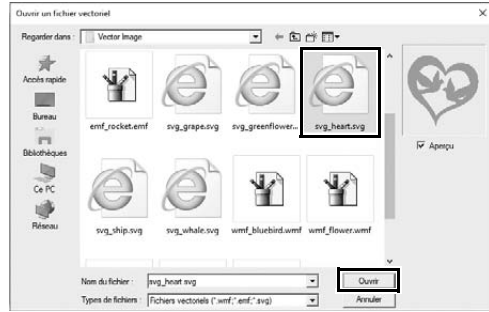 Ouvrir un fichier vectoriel
Regarder dans : Vector Image
Accès rapide
Bureau
Bibliothèques
Ce PC
Réseau
emf_rocket.emf svg_grape.svg svg_greenflower... svg_heart.svg
Aperçu
svg_ship.svg svg_whale.svg wmf_bluebird.wmf wmf_flower.wmf
Nom du fichier : svg_heart svg Ouvrir
Types de fichiers : Fichiers vectoriels (*.wmf;*.emf;*.svg) Annuler